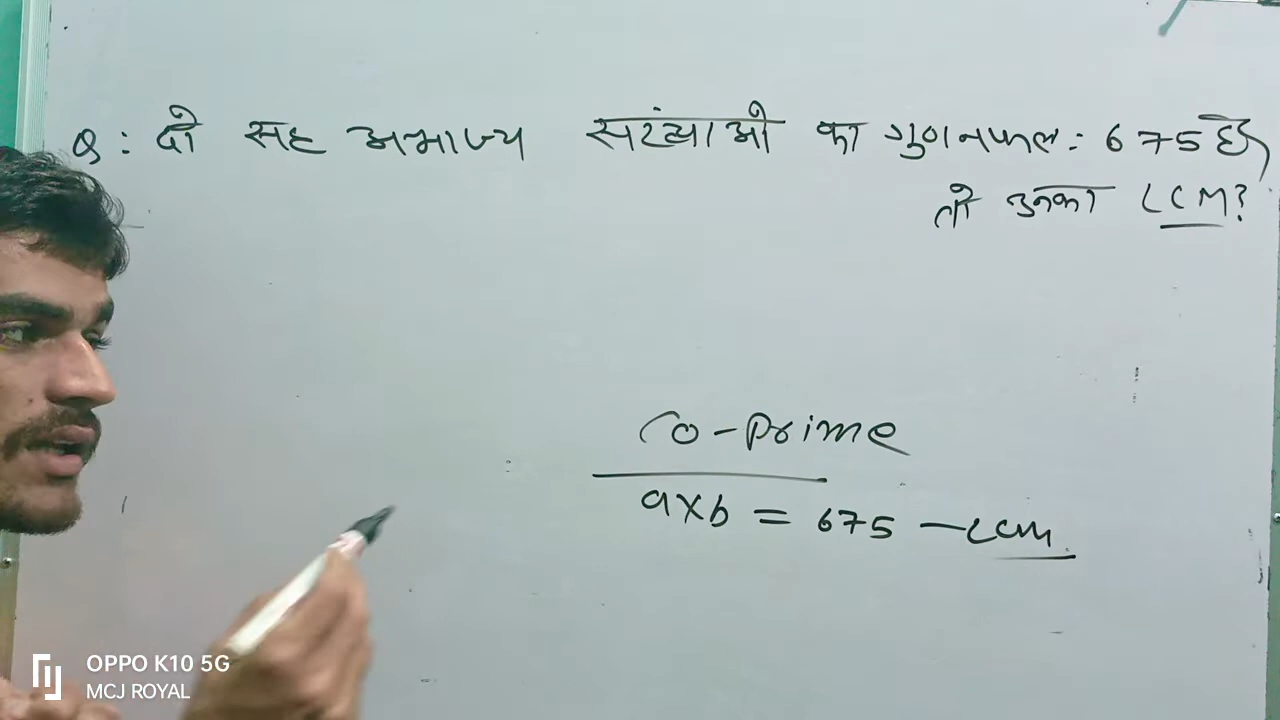 Q: दो सह अभाज्य संख्याओ का गुणनफल: 675 है,
तो उनका LCM?
Co-Prime
a×b = 675 — LCM.
OPPO K10 5G
MCJ ROYAL